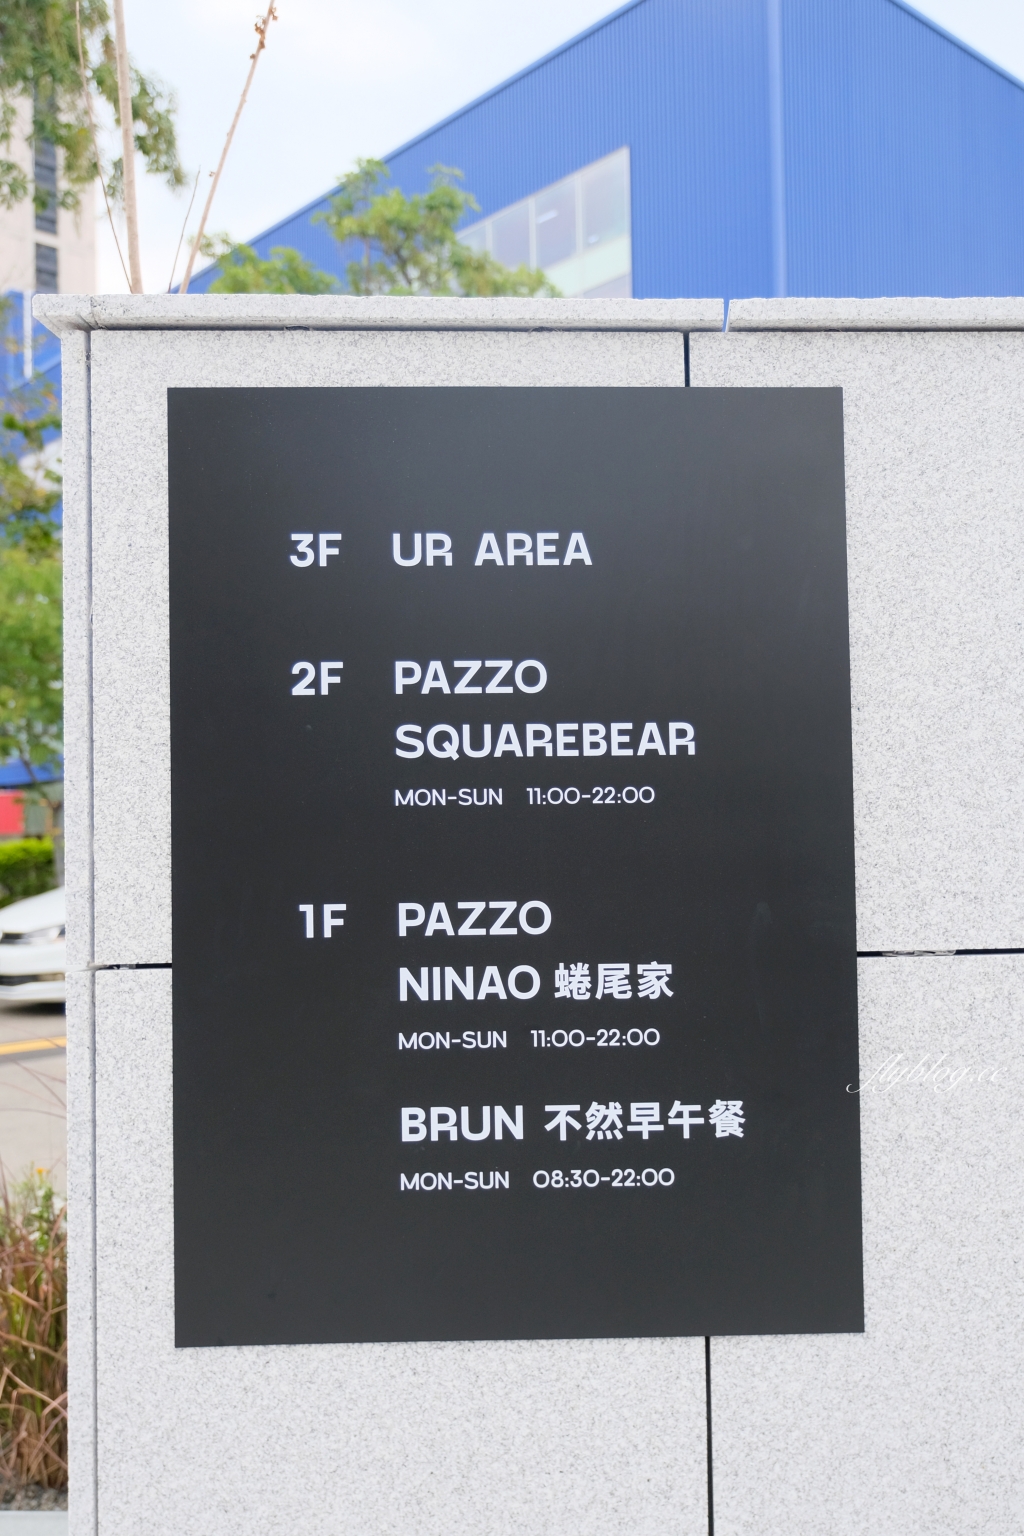 3F UR AREA
2F PAZZO
SQUAREBEAR
MON-SUN 11:00-22:00
1F PAZZO
NINAO 蜷尾家
MON-SUN 11:00-22:00
flyblog.cc
BRUN 不然早午餐
MON-SUN 08:30-22:00